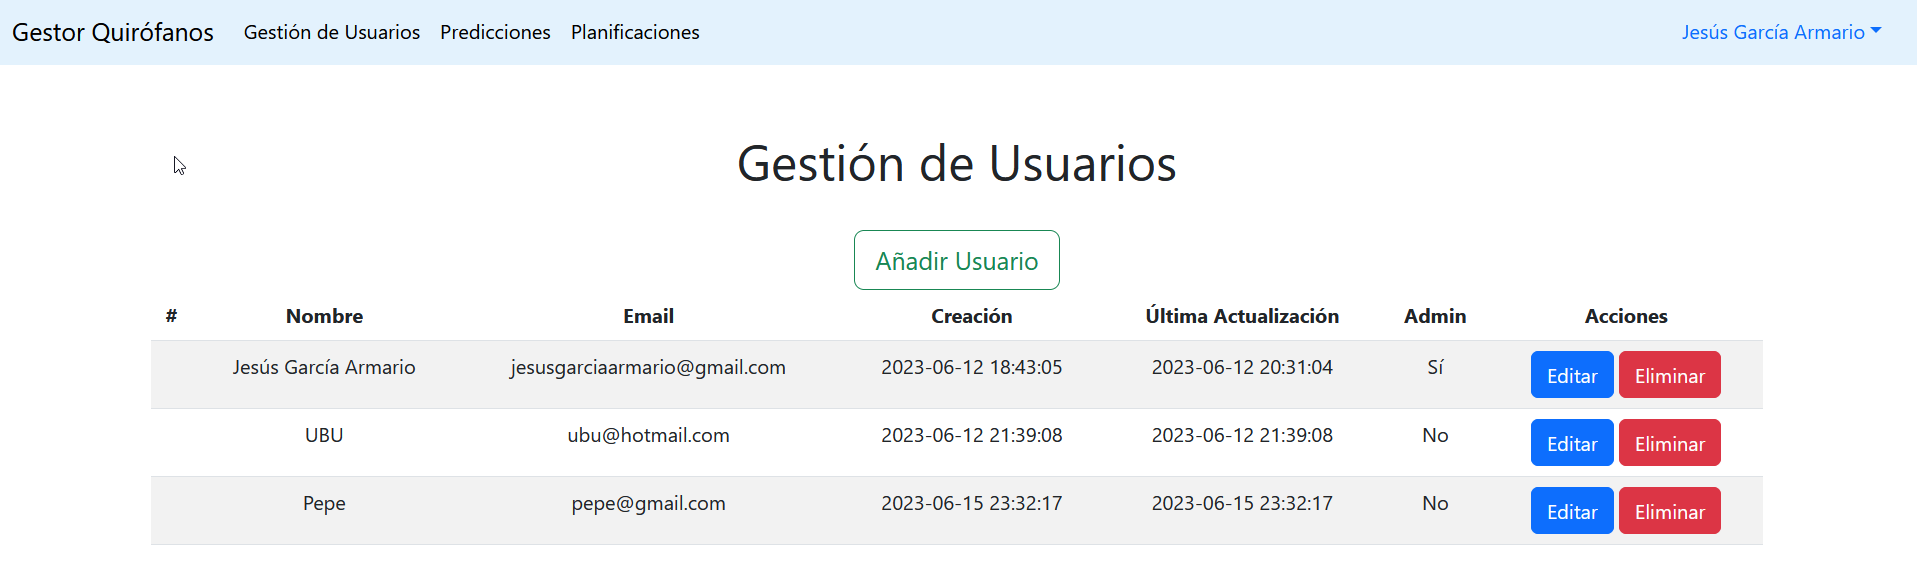 Gestor Quirófanos Gestión de Usuarios Predicciones Planificaciones Jesús García Armario
Gestión de Usuarios
Añadir Usuario
# Nombre Email Creación Última Actualización Admin Acciones
Jesús García Armario jesusgarciaarmario@gmail.com 2023-06-12 18:43:05 2023-06-12 20:31:04 Sí Editar Eliminar
UBU ubu@hotmail.com 2023-06-12 21:39:08 2023-06-12 21:39:08 No Editar Eliminar
Pepe pepe@gmail.com 2023-06-15 23:32:17 2023-06-15 23:32:17 No Editar Eliminar